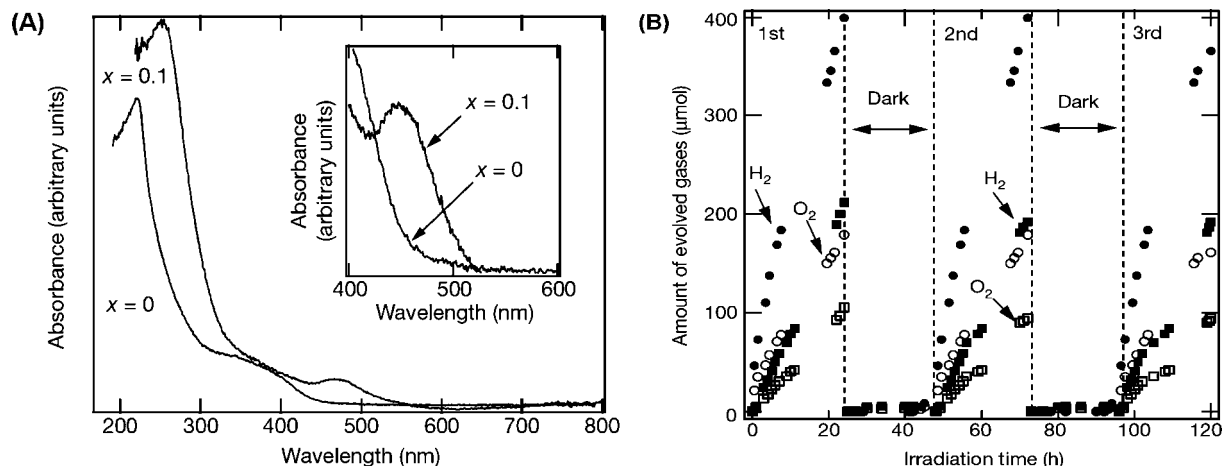 (A)
Absorbance (arbitrary units)
x = 0.1
x = 0
200 300 400 500 600 700 800
Wavelength (nm)
Absorbance
(arbitrary units)
x = 0.1
x = 0
400 500 600
Wavelength (nm)
(B)
Amount of evolved gases (μmol)
400
300
200
100
0
1st
2nd
3rd
Dark
Dark
H2
O2
H2
O2
0 20 40 60 80 100 120
Irradiation time (h)